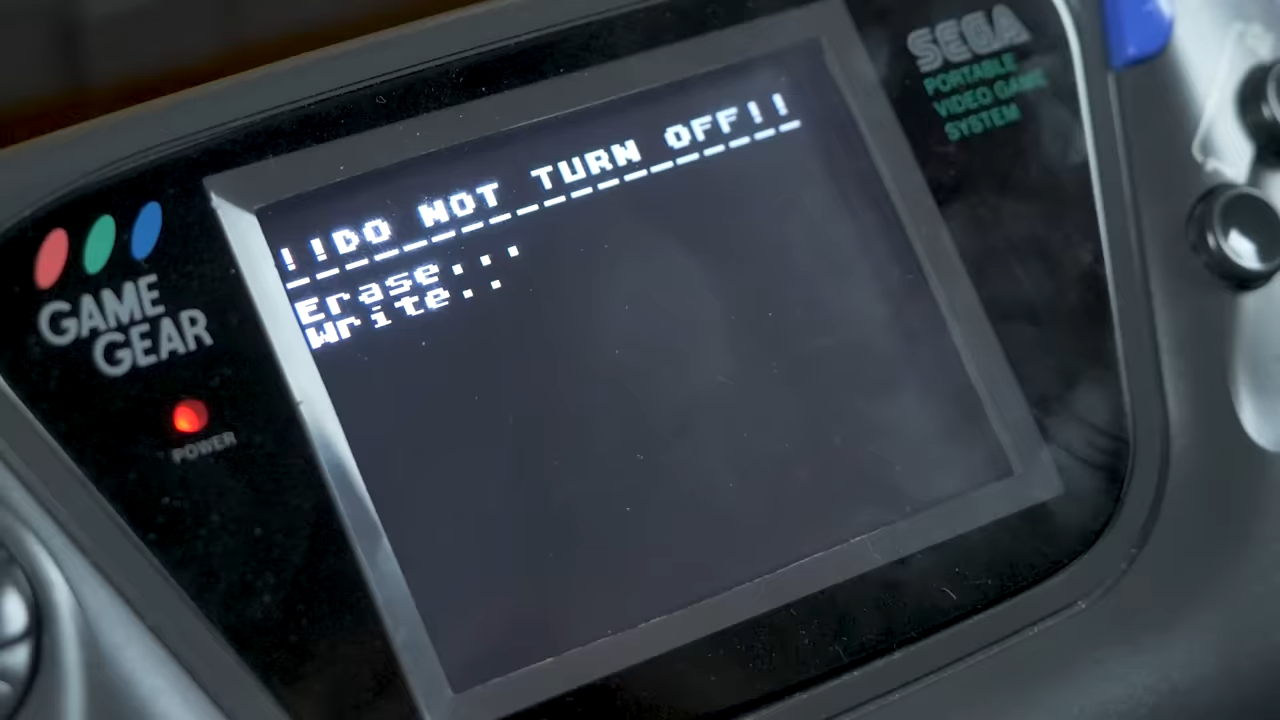 !!DO NOT TURN OFF!!
-------------------
Erase...
Write..
SEGA
PORTABLE
VIDEO GAME
SYSTEM
GAME
GEAR
POWER